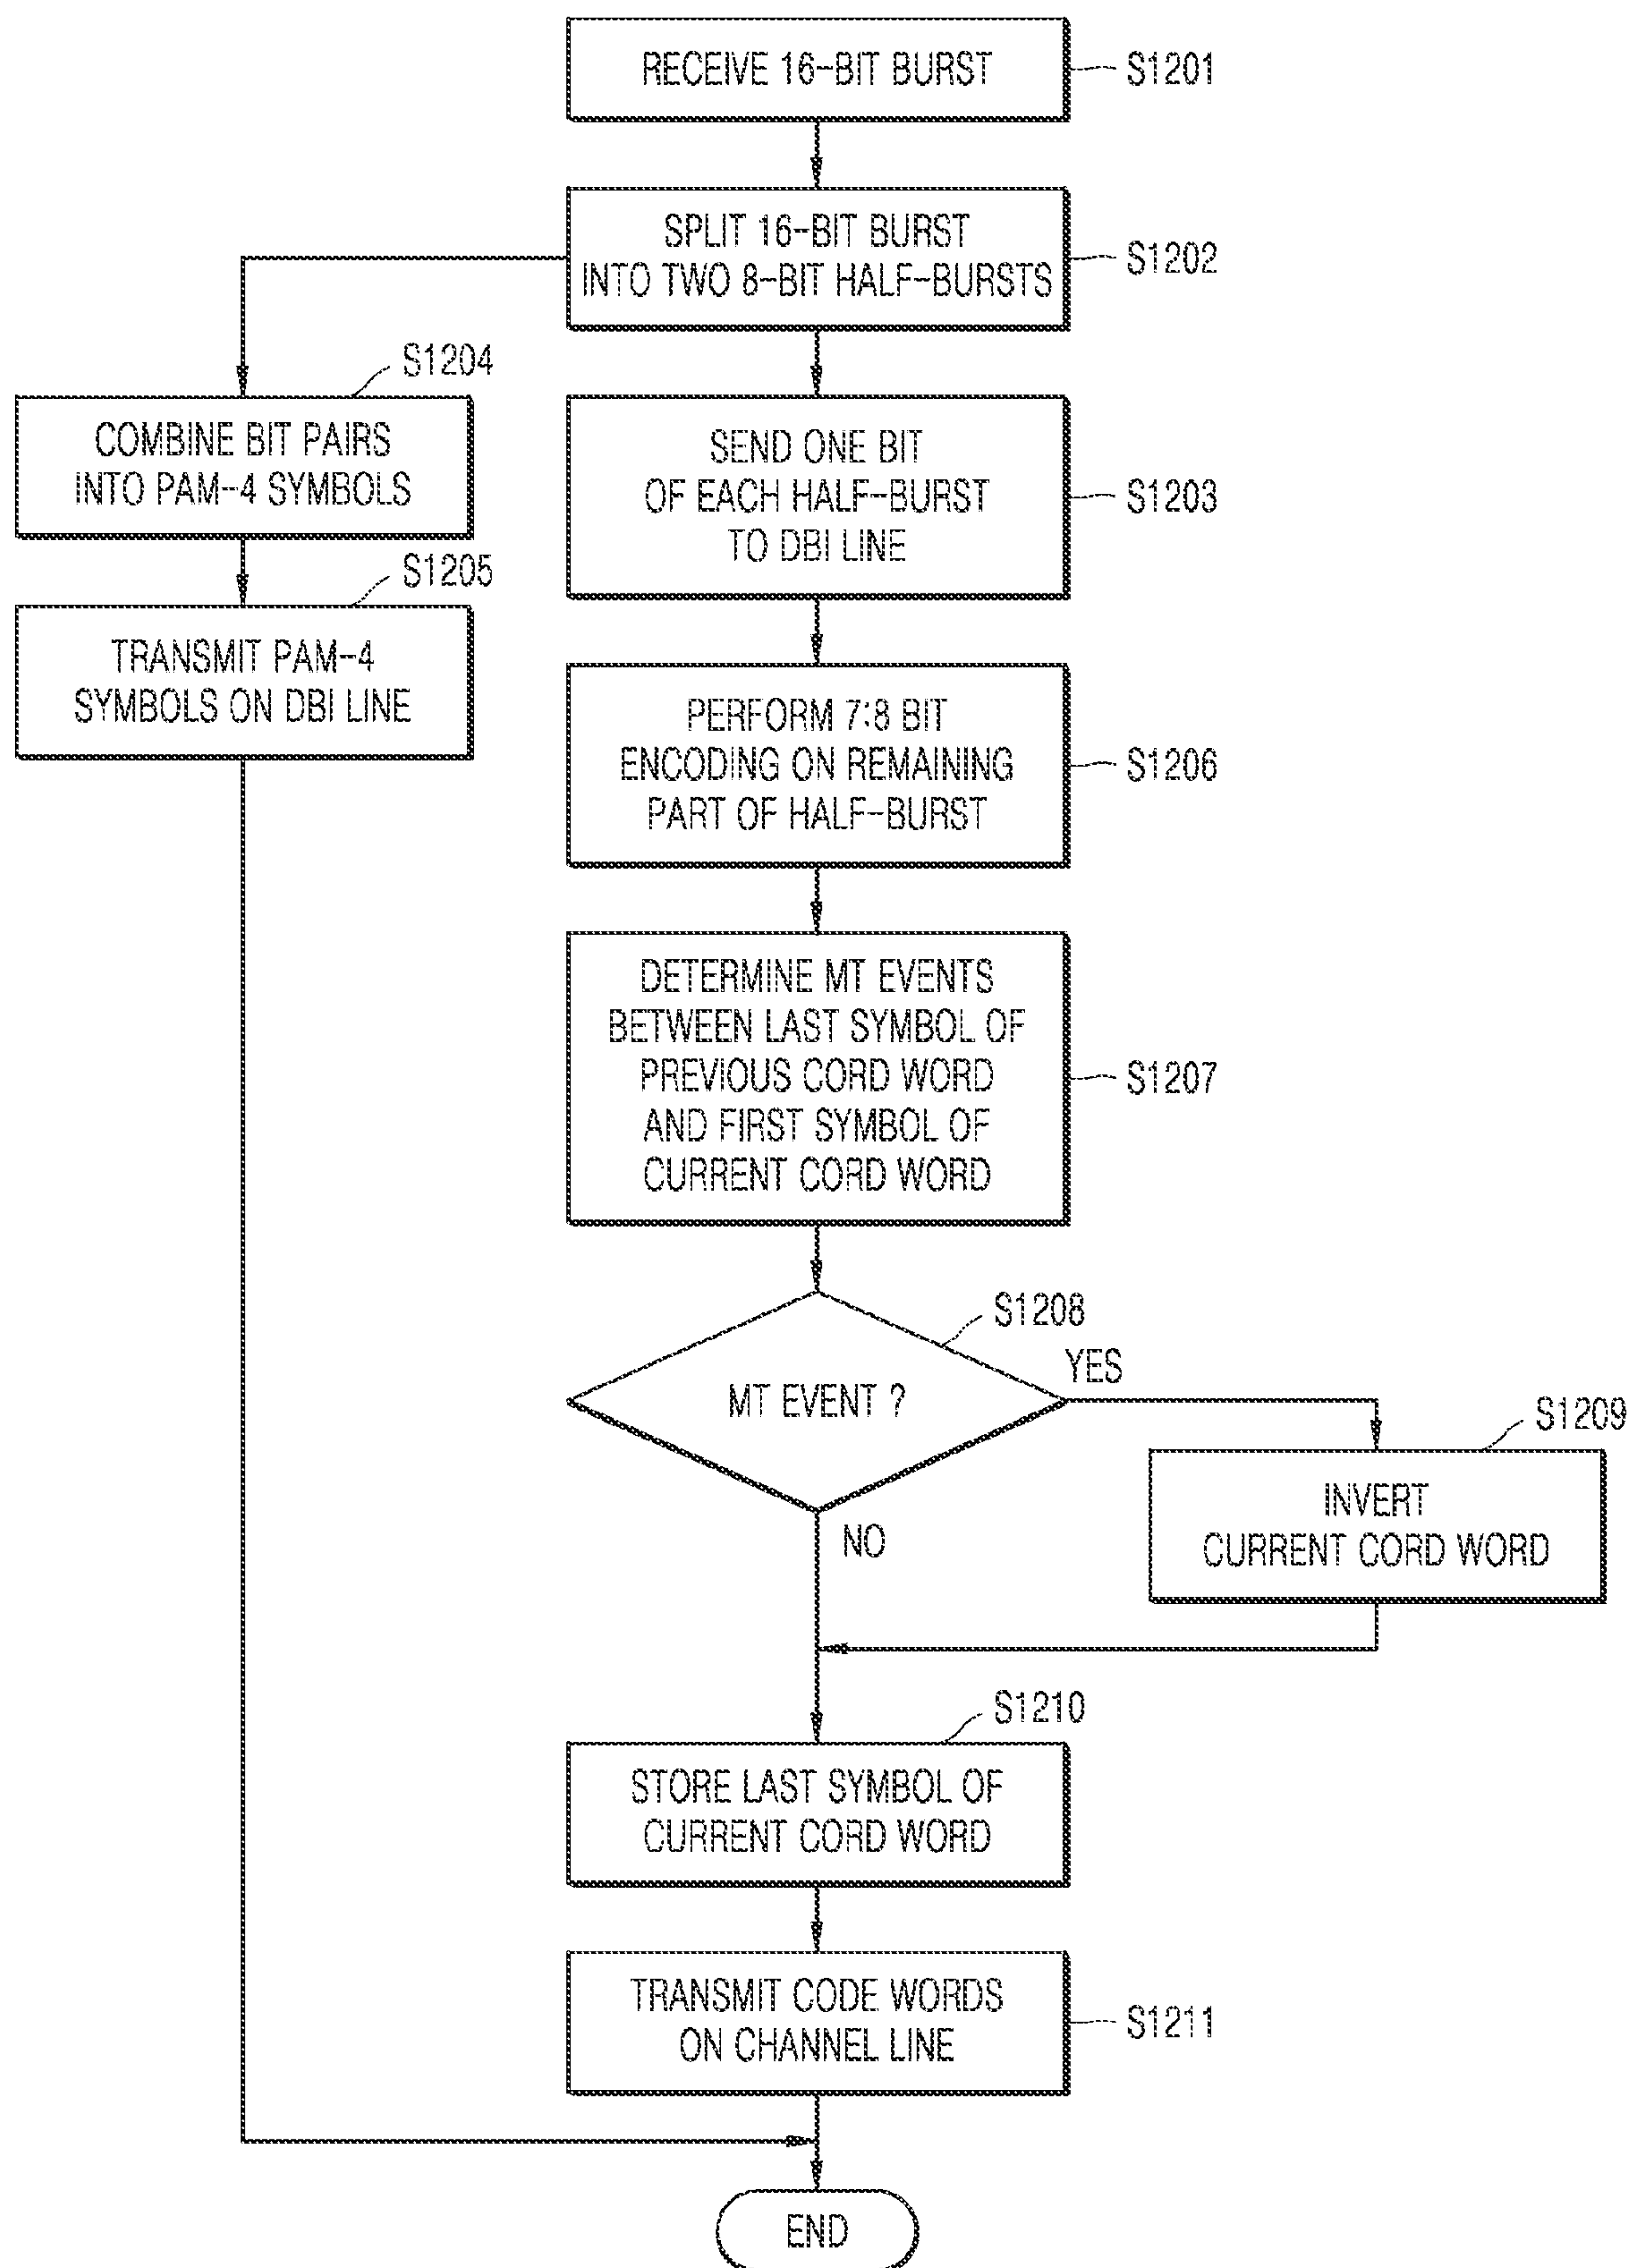 RECEIVE 16-BIT BURST
S1201
SPLIT 16-BIT BURST
INTO TWO 8-BIT HALF-BURSTS
S1202
S1204
COMBINE BIT PAIRS
INTO PAM-4 SYMBOLS
SEND ONE BIT
OF EACH HALF-BURST
TO DBI LINE
S1203
S1205
TRANSMIT PAM-4
SYMBOLS ON DBI LINE
PERFORM 7:8 BIT
ENCODING ON REMAINING
PART OF HALF-BURST
S1206
DETERMINE MT EVENTS
BETWEEN LAST SYMBOL OF
PREVIOUS CORD WORD
AND FIRST SYMBOL OF
CURRENT CORD WORD
S1207
S1208
MT EVENT ?
YES
NO
S1209
INVERT
CURRENT CORD WORD
S1210
STORE LAST SYMBOL OF
CURRENT CORD WORD
TRANSMIT CODE WORDS
ON CHANNEL LINE
S1211
END